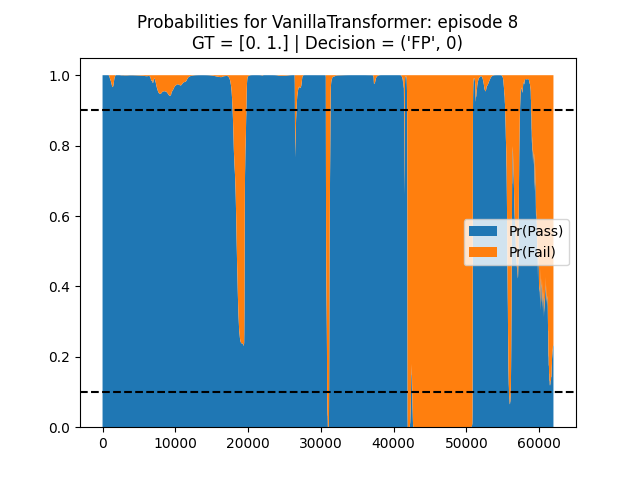 Probabilities for VanillaTransformer: episode 8
GT = [0. 1.] | Decision = ('FP', 0)
1.0
0.8
0.6
0.4
0.2
0.0
Pr(Pass)
Pr(Fail)
0 10000 20000 30000 40000 50000 60000